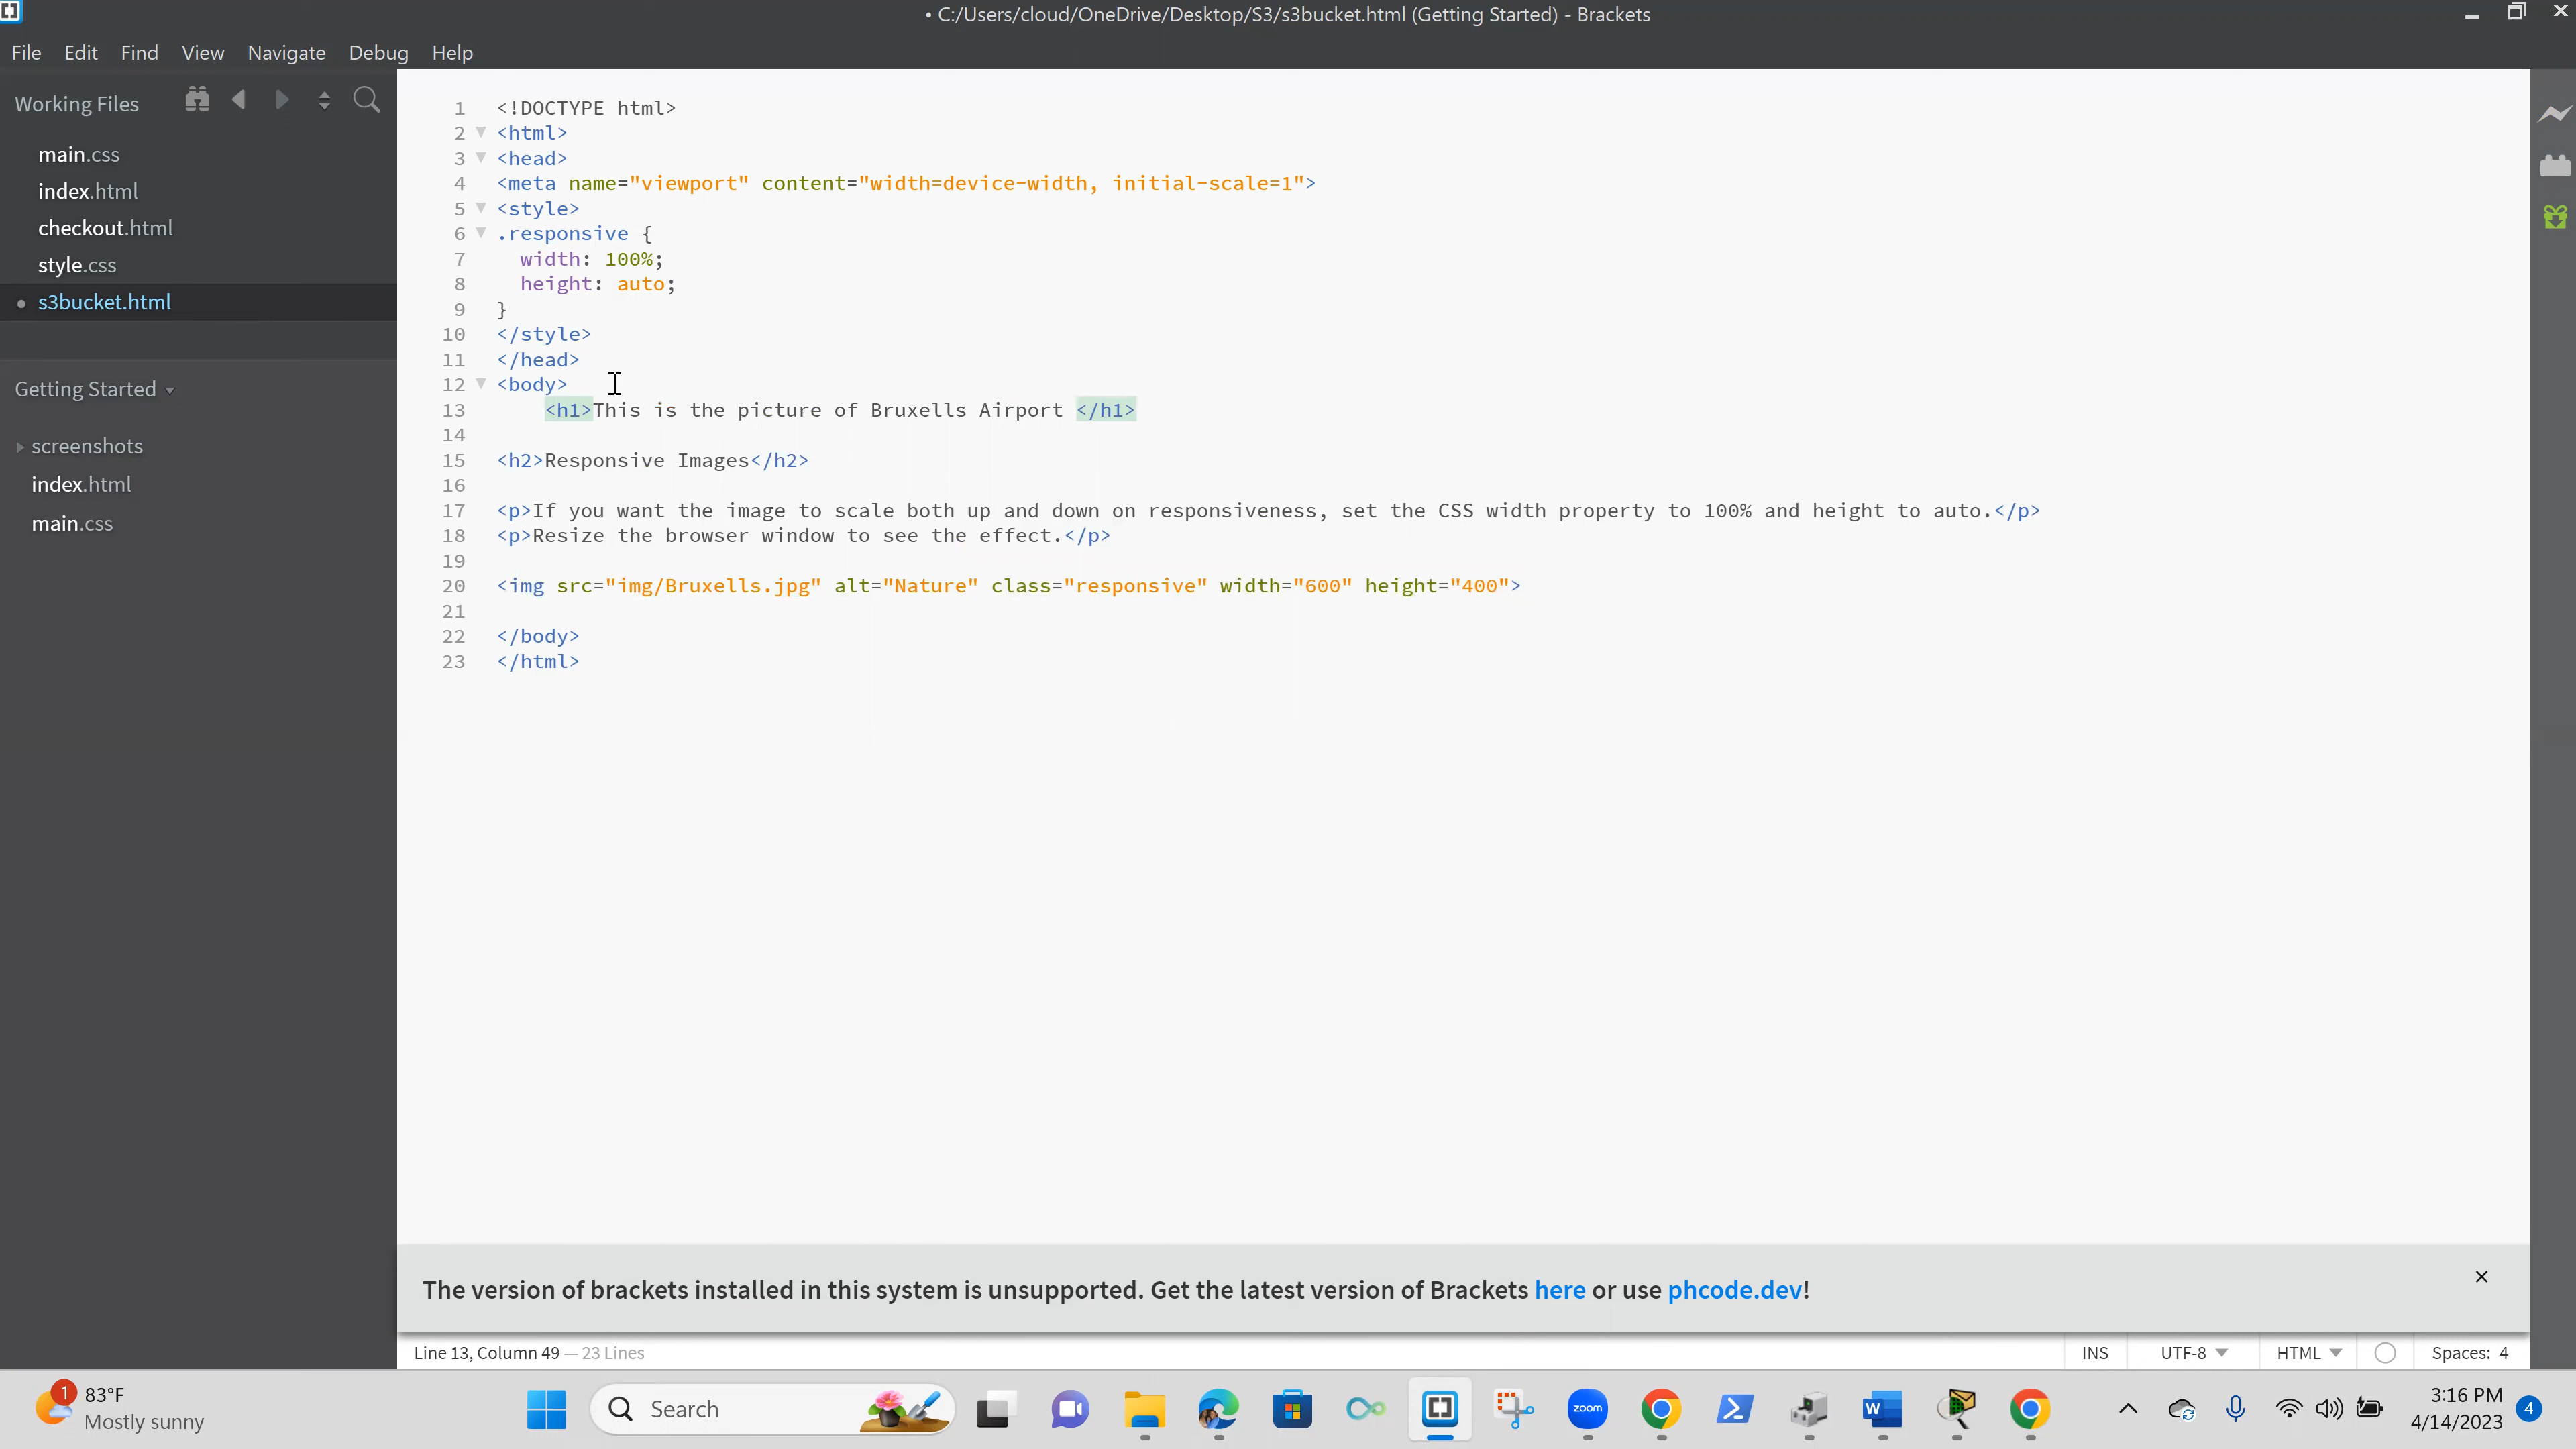 • C:/Users/cloud/OneDrive/Desktop/S3/s3bucket.html (Getting Started) - Brackets
File Edit Find View Navigate Debug Help
Working Files
main.css
index.html
checkout.html
style.css
• s3bucket.html
Getting Started
screenshots
index.html
main.css
1 <!DOCTYPE html>
2 <html>
3 <head>
4 <meta name="viewport" content="width=device-width, initial-scale=1">
5 <style>
6 .responsive {
7   width: 100%;
8   height: auto;
9 }
10 </style>
11 </head>
12 <body>
13     <h1>This is the picture of Bruxells Airport </h1>
14
15 <h2>Responsive Images</h2>
16
17 <p>If you want the image to scale both up and down on responsiveness, set the CSS width property to 100% and height to auto.</p>
18 <p>Resize the browser window to see the effect.</p>
19
20 <img src="img/Bruxells.jpg" alt="Nature" class="responsive" width="600" height="400">
21
22 </body>
23 </html>
The version of brackets installed in this system is unsupported. Get the latest version of Brackets here or use phcode.dev!
Line 13, Column 49 — 23 Lines INS UTF-8 HTML Spaces: 4
1 83°F
Mostly sunny
Search
zoom
W
3:16 PM
4/14/2023
4